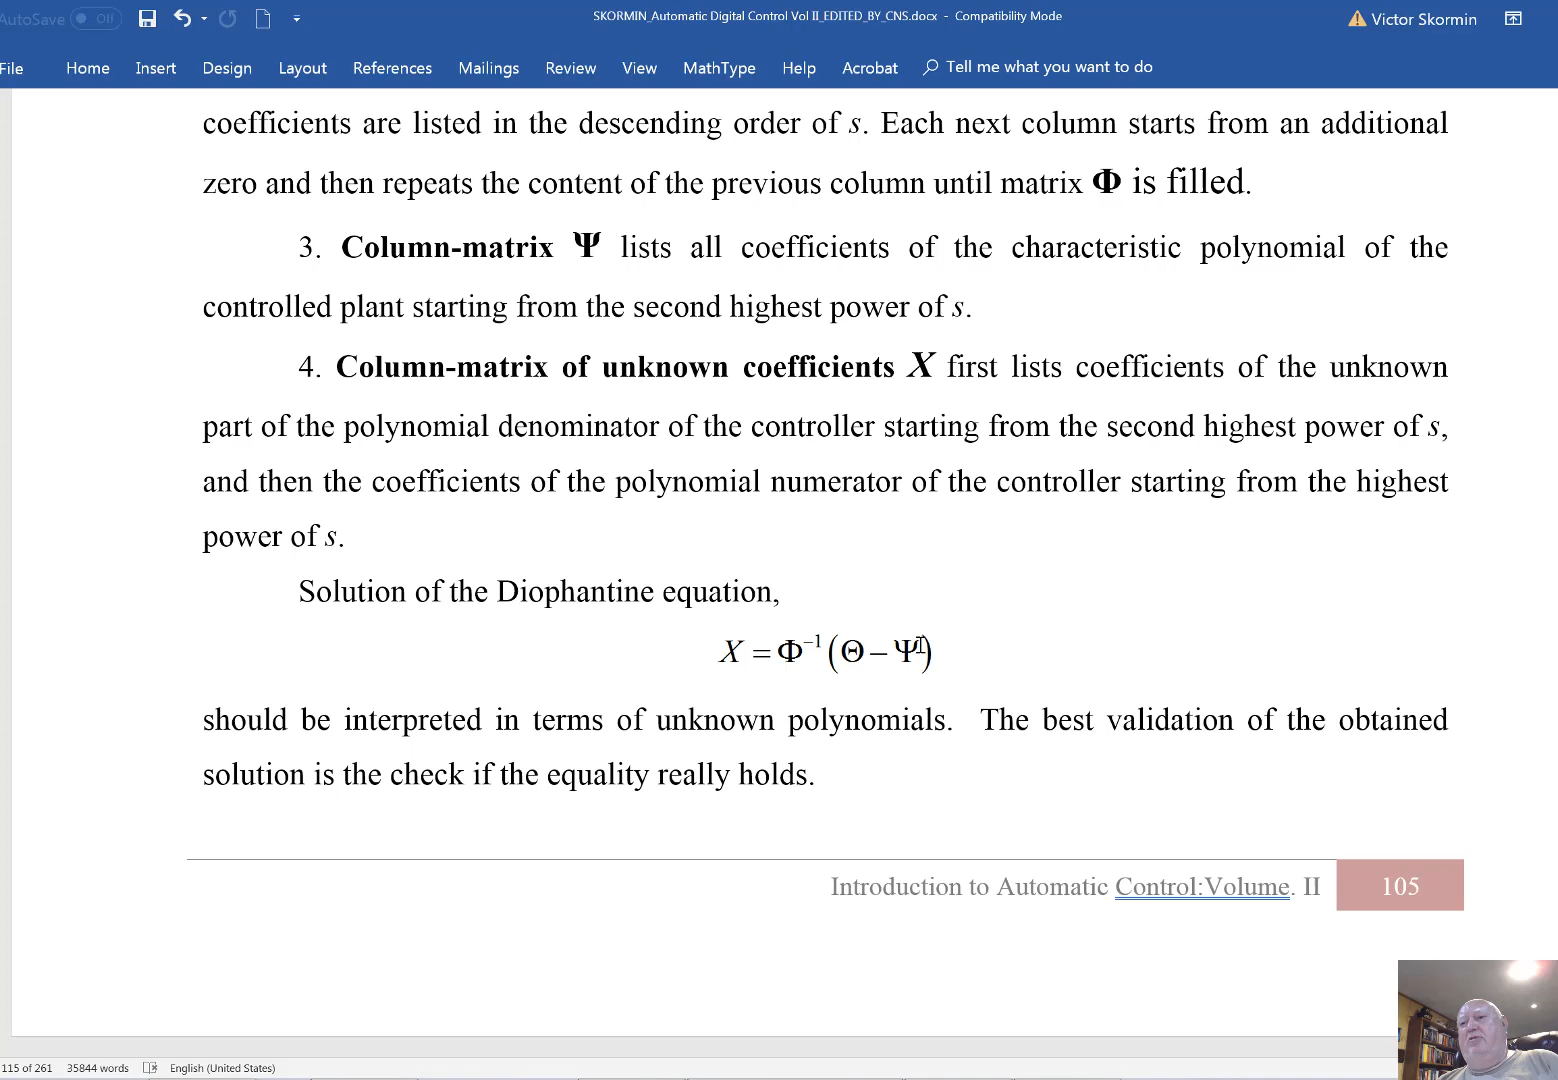 AutoSave Off SKORMIN_Automatic Digital Control Vol II_EDITED_BY_CNS.docx - Compatibility Mode Victor Skormin
File Home Insert Design Layout References Mailings Review View MathType Help Acrobat Tell me what you want to do
coefficients are listed in the descending order of s. Each next column starts from an additional
zero and then repeats the content of the previous column until matrix Φ is filled.
3. Column-matrix Ψ lists all coefficients of the characteristic polynomial of the
controlled plant starting from the second highest power of s.
4. Column-matrix of unknown coefficients X first lists coefficients of the unknown
part of the polynomial denominator of the controller starting from the second highest power of s,
and then the coefficients of the polynomial numerator of the controller starting from the highest
power of s.
Solution of the Diophantine equation,
X = Φ⁻¹(Θ − Ψ)
should be interpreted in terms of unknown polynomials. The best validation of the obtained
solution is the check if the equality really holds.
Introduction to Automatic Control:Volume. II 105
115 of 261 35844 words English (United States)